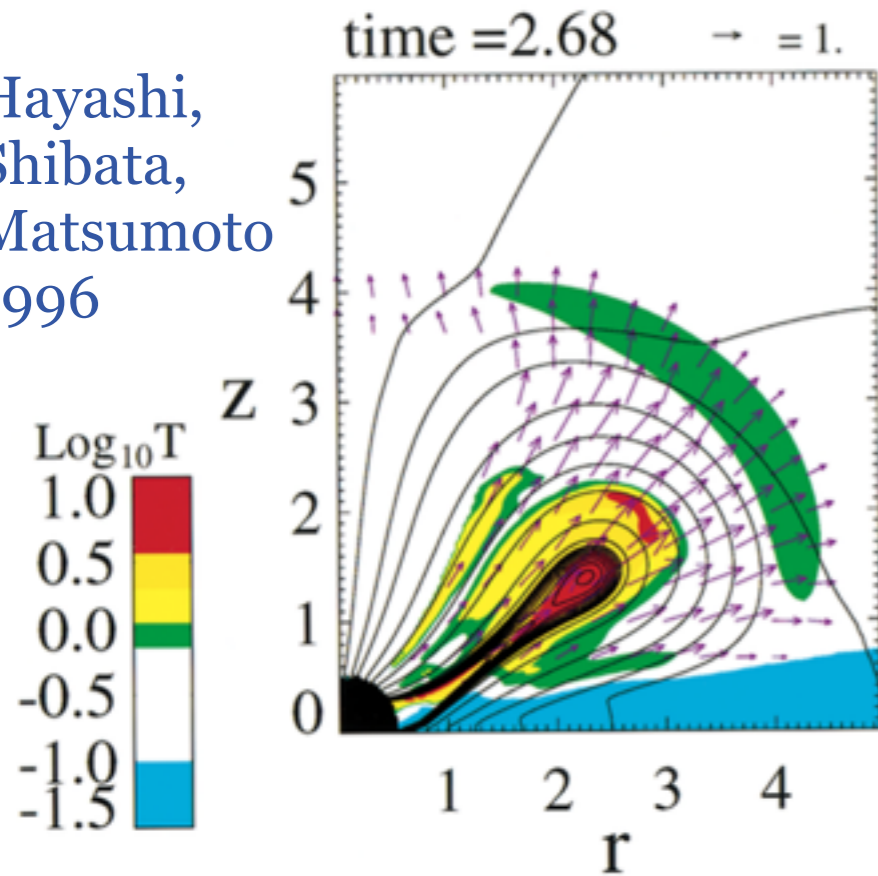 time =2.68 → = 1.
Hayashi,
Shibata,
Matsumoto
996
5
4
3
2
1
0
z
Log₁₀T
1.0
0.5
0.0
-0.5
-1.0
-1.5
1 2 3 4
r